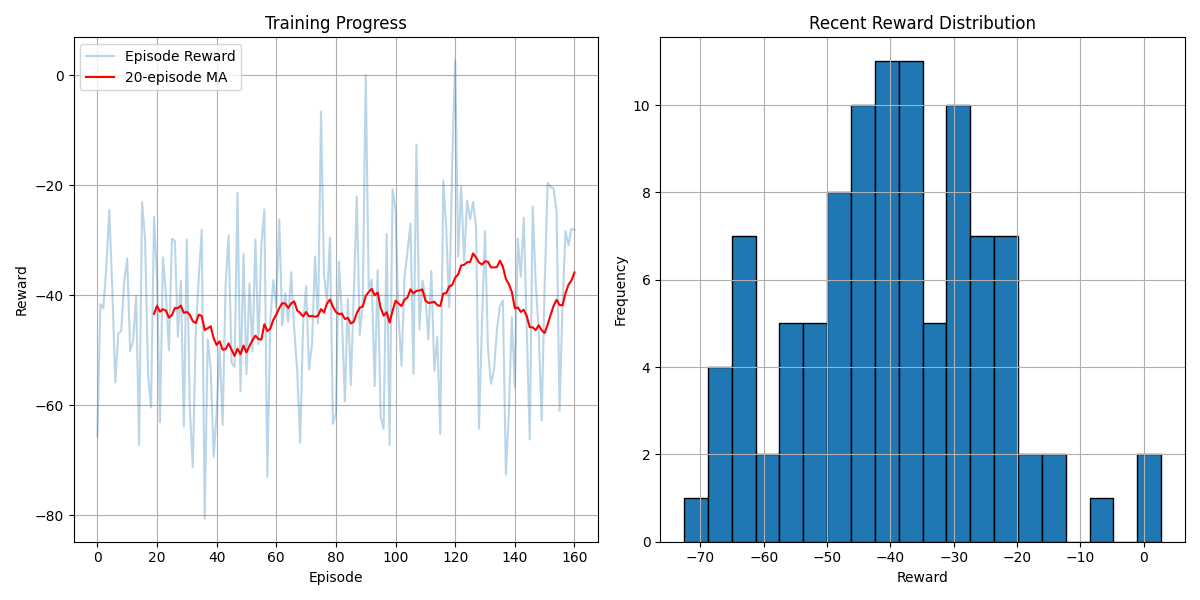 Training Progress
Episode Reward
20-episode MA
0
−20
−40
−60
−80
Reward
0 20 40 60 80 100 120 140 160
Episode
Recent Reward Distribution
10
8
6
4
2
0
Frequency
−70 −60 −50 −40 −30 −20 −10 0
Reward